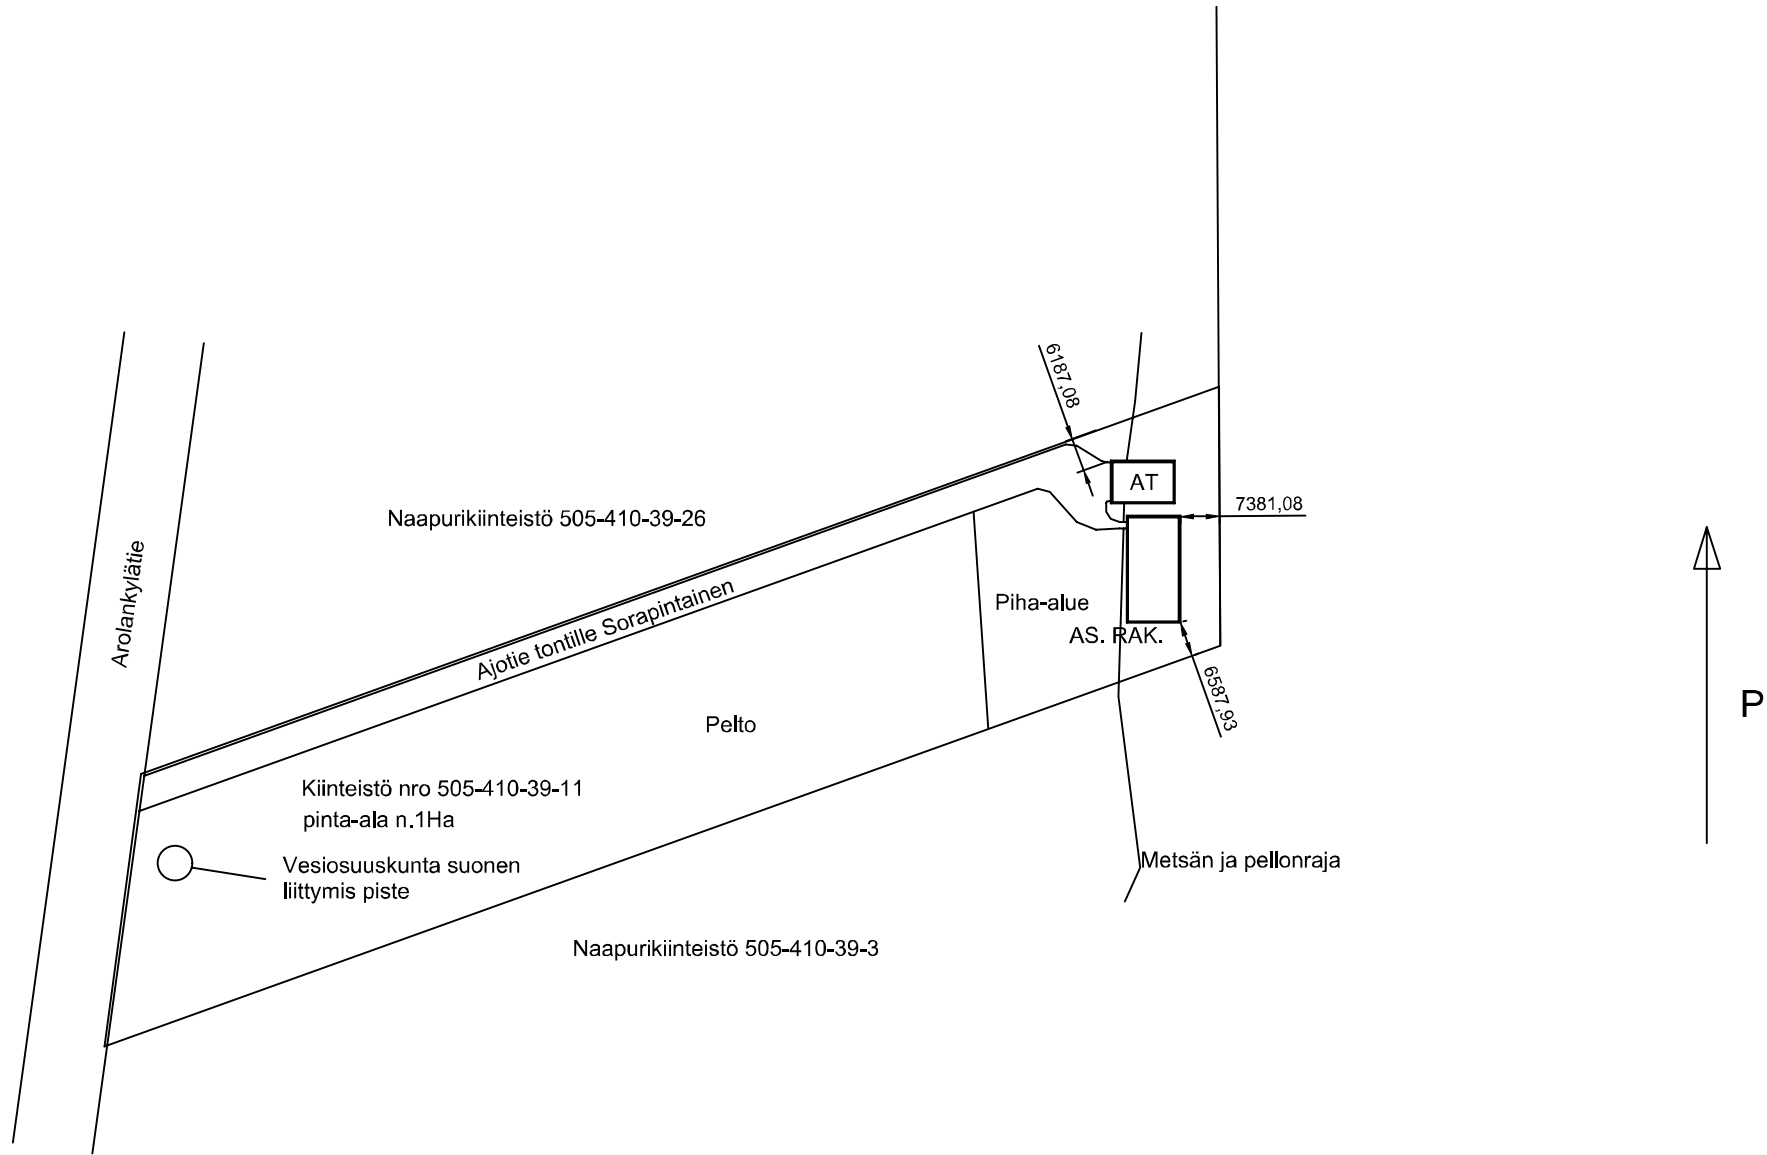 6187,08
AT
7381,08
Naapurikiinteistö 505-410-39-26
Arolankylätie
Ajotie tontille Sorapintainen
Piha-alue
AS. RAK.
6587,93
P
Pelto
Kiinteistö nro 505-410-39-11
pinta-ala n.1Ha
Vesiosuuskunta suonen
liittymis piste
Metsän ja pellonraja
Naapurikiinteistö 505-410-39-3